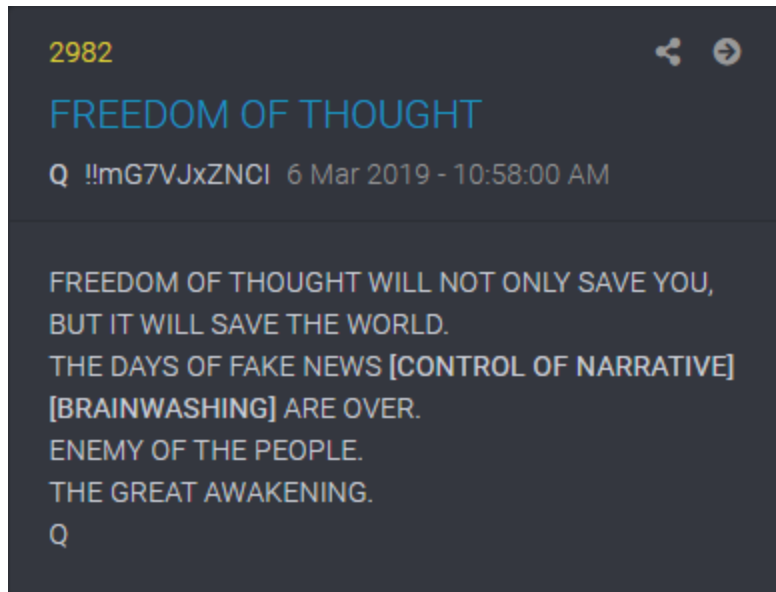 2982
FREEDOM OF THOUGHT
Q !!mG7VJxZNCI 6 Mar 2019 - 10:58:00 AM
FREEDOM OF THOUGHT WILL NOT ONLY SAVE YOU,
BUT IT WILL SAVE THE WORLD.
THE DAYS OF FAKE NEWS [CONTROL OF NARRATIVE]
[BRAINWASHING] ARE OVER.
ENEMY OF THE PEOPLE.
THE GREAT AWAKENING.
Q